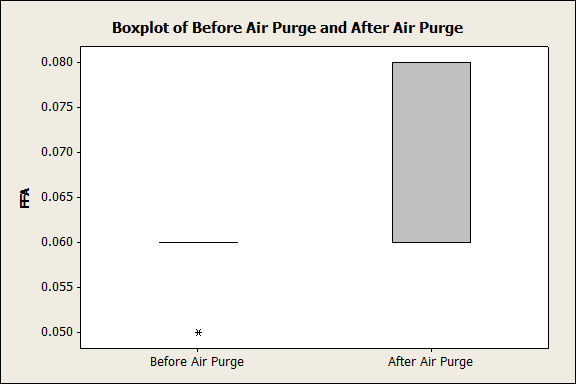 Boxplot of Before Air Purge and After Air Purge
0.080
0.075
0.070
0.065
FFA
0.060
0.055
0.050
Before Air Purge After Air Purge